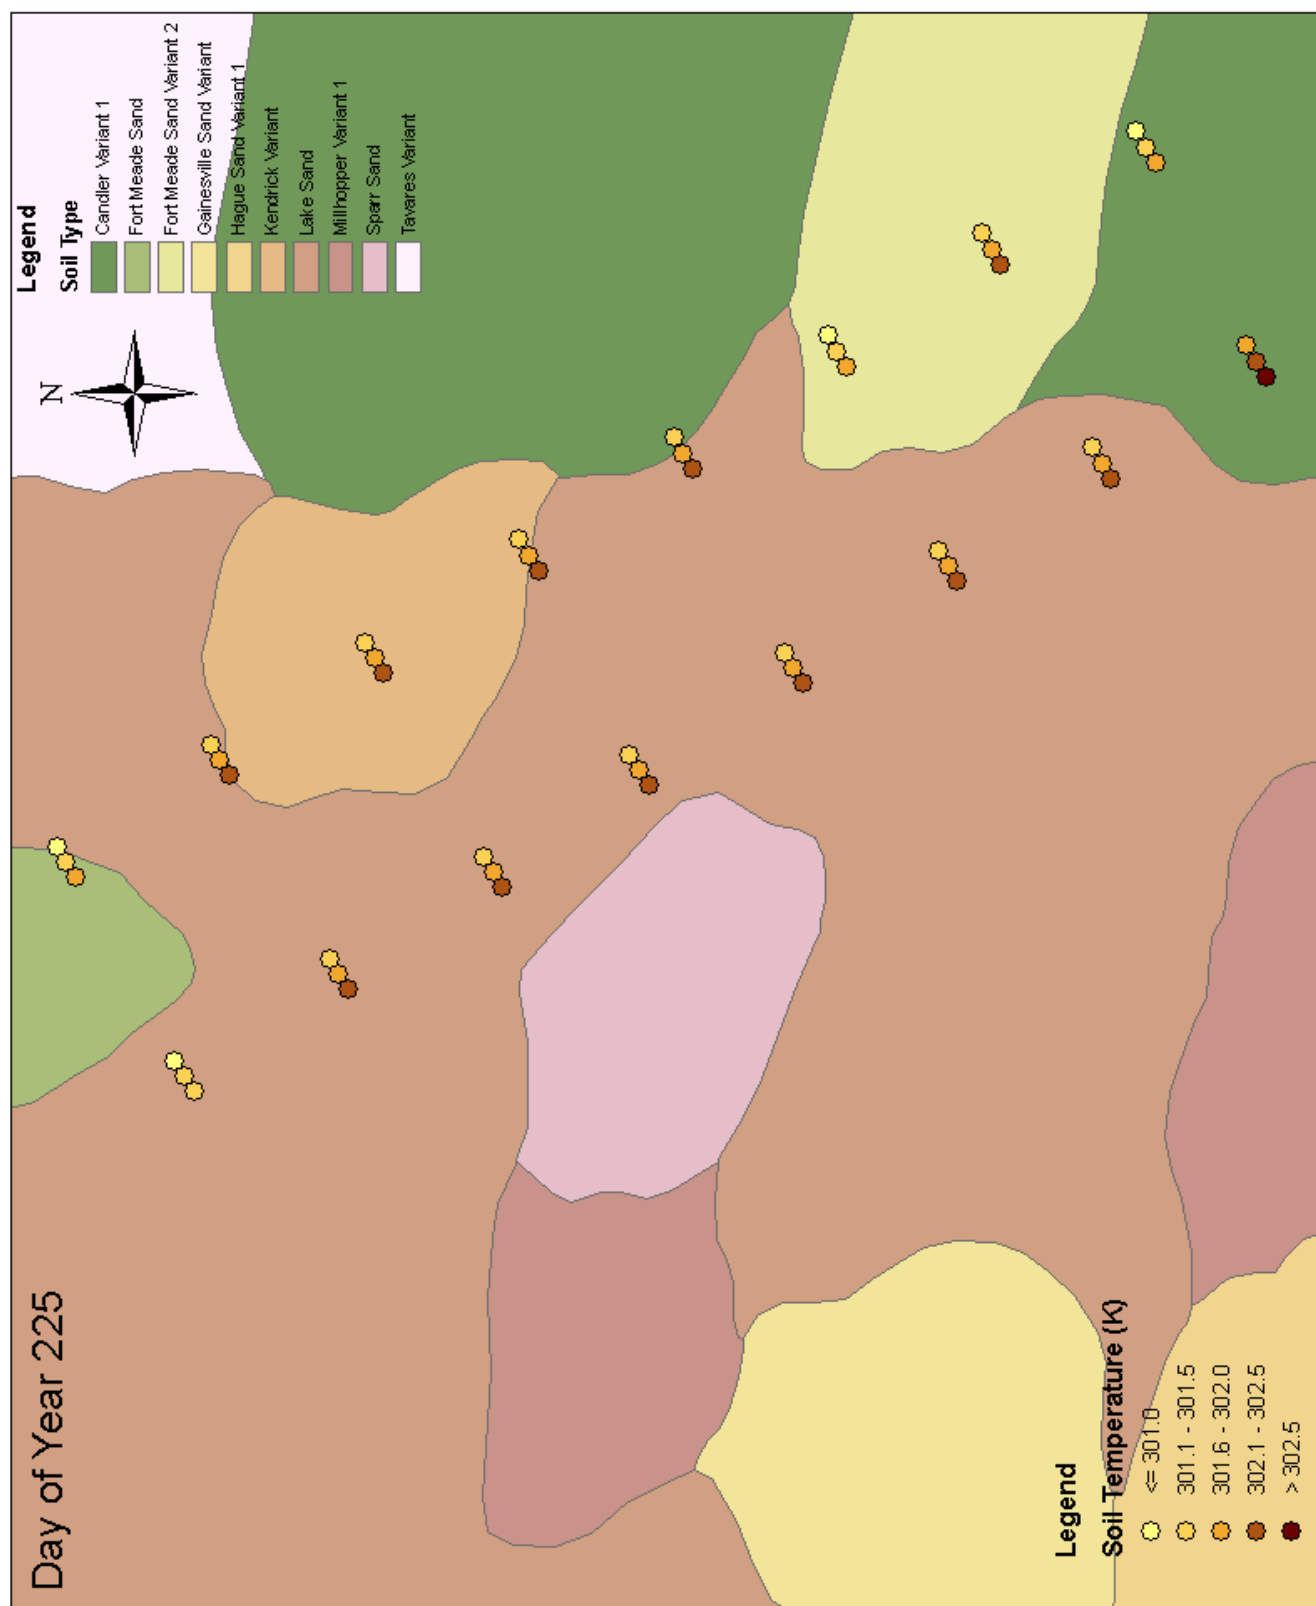 Day of Year 225
N
Legend
Soil Type
Candler Variant 1
Fort Meade Sand
Fort Meade Sand Variant 2
Gainesville Sand Variant
Hague Sand Variant 1
Kendrick Variant
Lake Sand
Millhopper Variant 1
Sparr Sand
Tavares Variant
Legend
Soil Temperature (K)
<= 301.0
301.1 - 301.5
301.6 - 302.0
302.1 - 302.5
> 302.5